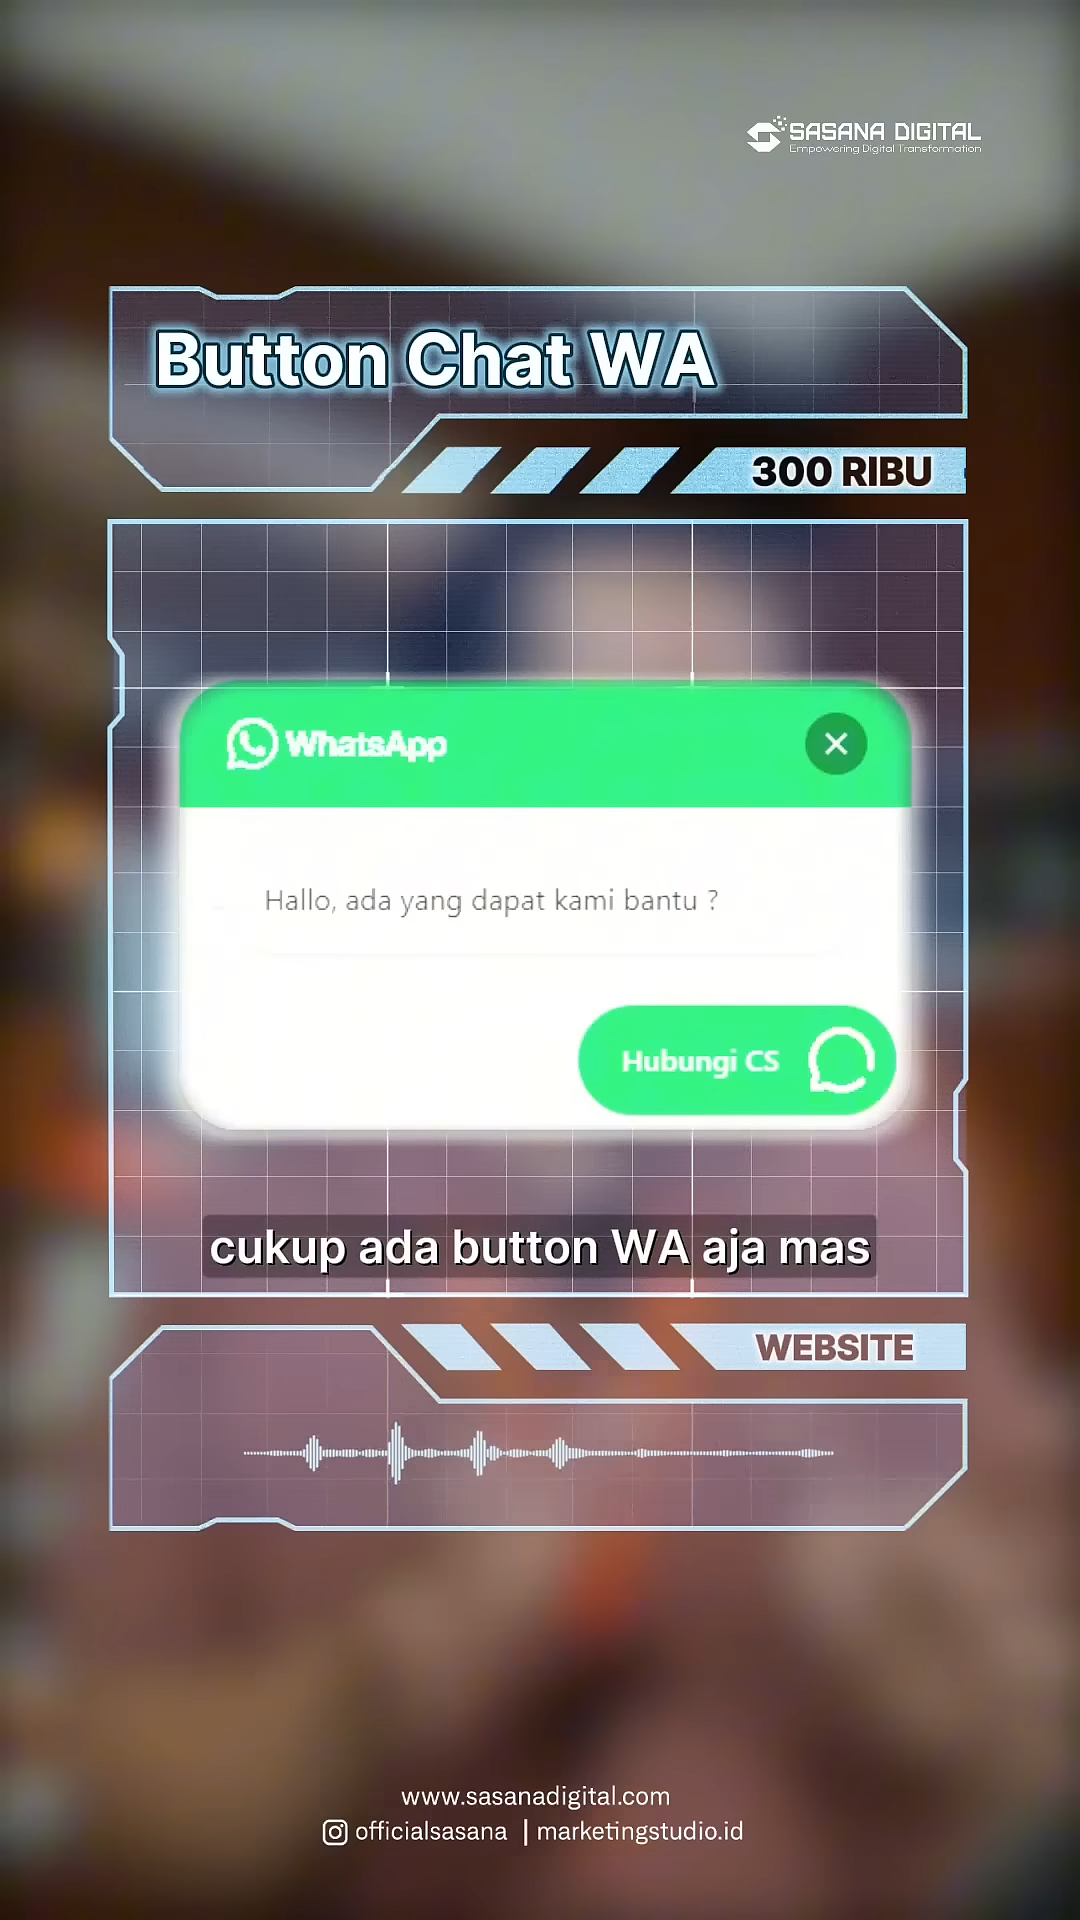 SASANA DIGITAL
Empowering Digital Transformation
Button Chat WA
300 RIBU
WhatsApp
Hallo, ada yang dapat kami bantu ?
Hubungi CS
cukup ada button WA aja mas
WEBSITE
www.sasanadigital.com
officialsasana | marketingstudio.id